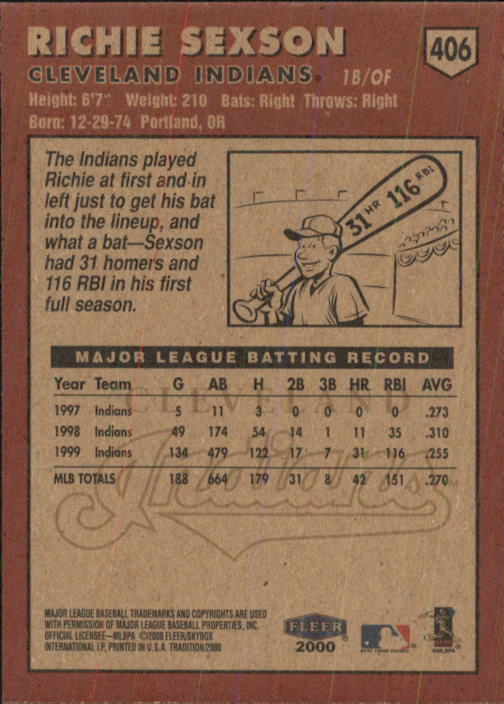 RICHIE SEXSON
406
CLEVELAND INDIANS® 1B/OF
Height: 6'7" Weight: 210 Bats: Right Throws: Right
Born: 12-29-74 Portland, OR
The Indians played
Richie at first and in
left just to get his bat
into the lineup, and
what a bat—Sexson
had 31 homers and
116 RBI in his first
full season.
31 HR 116 RBI
MAJOR LEAGUE BATTING RECORD
Year Team G AB H 2B 3B HR RBI AVG
CLEVELAND
1997 Indians 5 11 3 0 0 0 0 .273
1998 Indians 49 174 54 14 1 11 35 .310
1999 Indians 134 479 122 17 7 31 116 .255
MLB TOTALS 188 664 179 31 8 42 151 .270
Indians
MAJOR LEAGUE BASEBALL TRADEMARKS AND COPYRIGHTS ARE USED
WITH PERMISSION OF MAJOR LEAGUE BASEBALL PROPERTIES, INC.
OFFICIAL LICENSEE—MLBPA ©2000 FLEER/SKYBOX
INTERNATIONAL LP, PRINTED IN U.S.A. TRADITION/2000
FLEER
2000
©MLBPA